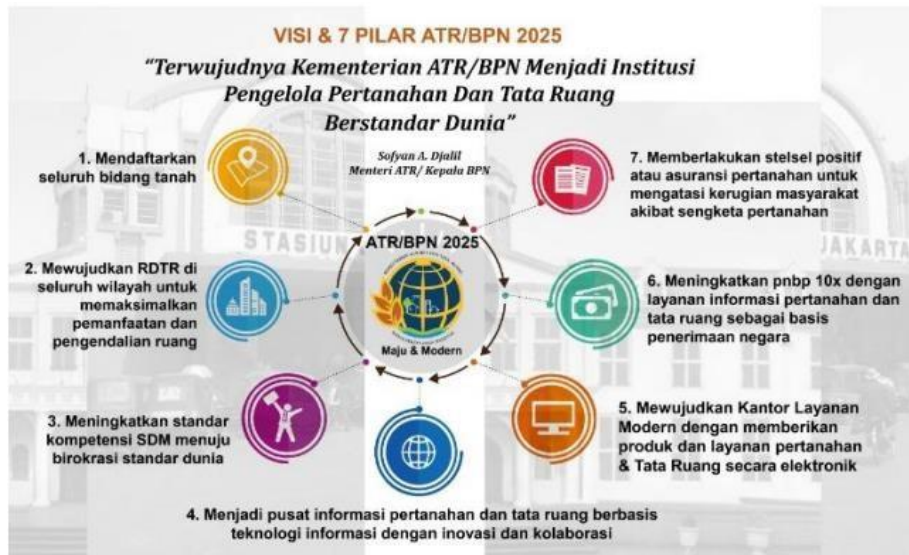 VISI & 7 PILAR ATR/BPN 2025
“Terwujudnya Kementerian ATR/BPN Menjadi Institusi
Pengelola Pertanahan Dan Tata Ruang
Berstandar Dunia”
Sofyan A. Djalil
Menteri ATR/ Kepala BPN
1. Mendaftarkan
seluruh bidang tanah
2. Mewujudkan RDTR di
seluruh wilayah untuk
memaksimalkan
pemanfaatan dan
pengendalian ruang
3. Meningkatkan standar
kompetensi SDM menuju
birokrasi standar dunia
4. Menjadi pusat informasi pertanahan dan tata ruang berbasis
teknologi informasi dengan inovasi dan kolaborasi
5. Mewujudkan Kantor Layanan
Modern dengan memberikan
produk dan layanan pertanahan
& Tata Ruang secara elektronik
6. Meningkatkan pnbp 10x dengan
layanan informasi pertanahan dan
tata ruang sebagai basis
penerimaan negara
7. Memberlakukan stelsel positif
atau asuransi pertanahan untuk
mengatasi kerugian masyarakat
akibat sengketa pertanahan
ATR/BPN 2025
Maju & Modern
STASIUN
JAKARTA